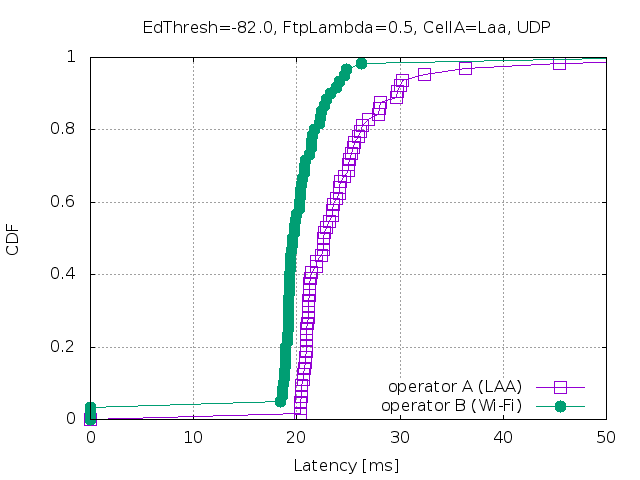 EdThresh=-82.0, FtpLambda=0.5, CellA=Laa, UDP
1
0.8
0.6
0.4
0.2
0
CDF
operator A (LAA)
operator B (Wi-Fi)
0 10 20 30 40 50
Latency [ms]